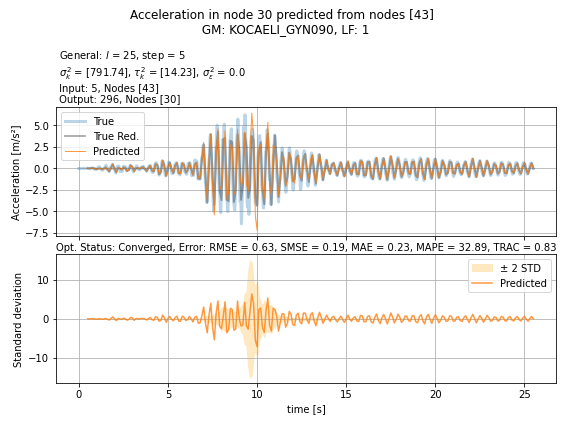 Acceleration in node 30 predicted from nodes [43]
GM: KOCAELI_GYN090, LF: 1
General: l = 25, step = 5
σ²ₖ = [791.74], τ²ₖ = [14.23], σ²ₑ = 0.0
Input: 5, Nodes [43]
Output: 296, Nodes [30]
True
True Red.
Predicted
Acceleration [m/s²]
5.0
2.5
0.0
−2.5
−5.0
−7.5
Opt. Status: Converged, Error: RMSE = 0.63, SMSE = 0.19, MAE = 0.23, MAPE = 32.89, TRAC = 0.83
± 2 STD
Predicted
Standard deviation
10
0
−10
0 5 10 15 20 25
time [s]